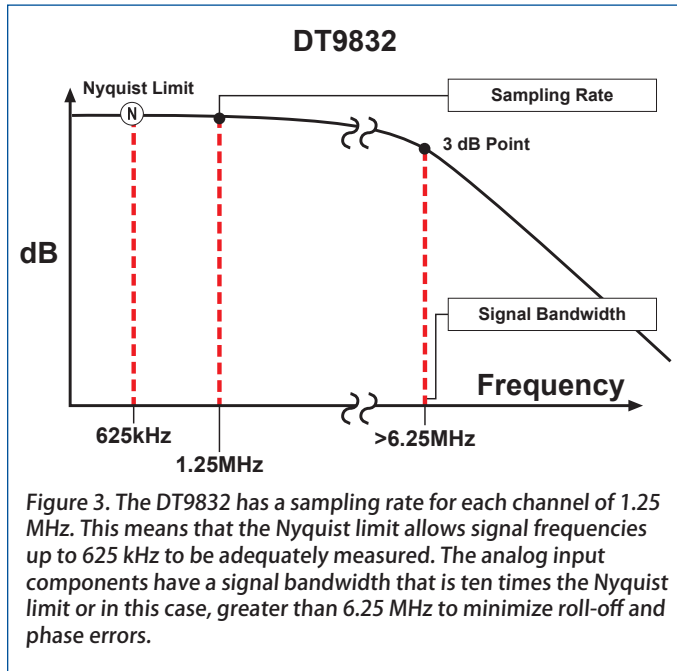 DT9832
Nyquist Limit
N
Sampling Rate
3 dB Point
dB
Signal Bandwidth
Frequency
625kHz
1.25MHz
>6.25MHz
Figure 3. The DT9832 has a sampling rate for each channel of 1.25
MHz. This means that the Nyquist limit allows signal frequencies
up to 625 kHz to be adequately measured. The analog input
components have a signal bandwidth that is ten times the Nyquist
limit or in this case, greater than 6.25 MHz to minimize roll-off and
phase errors.